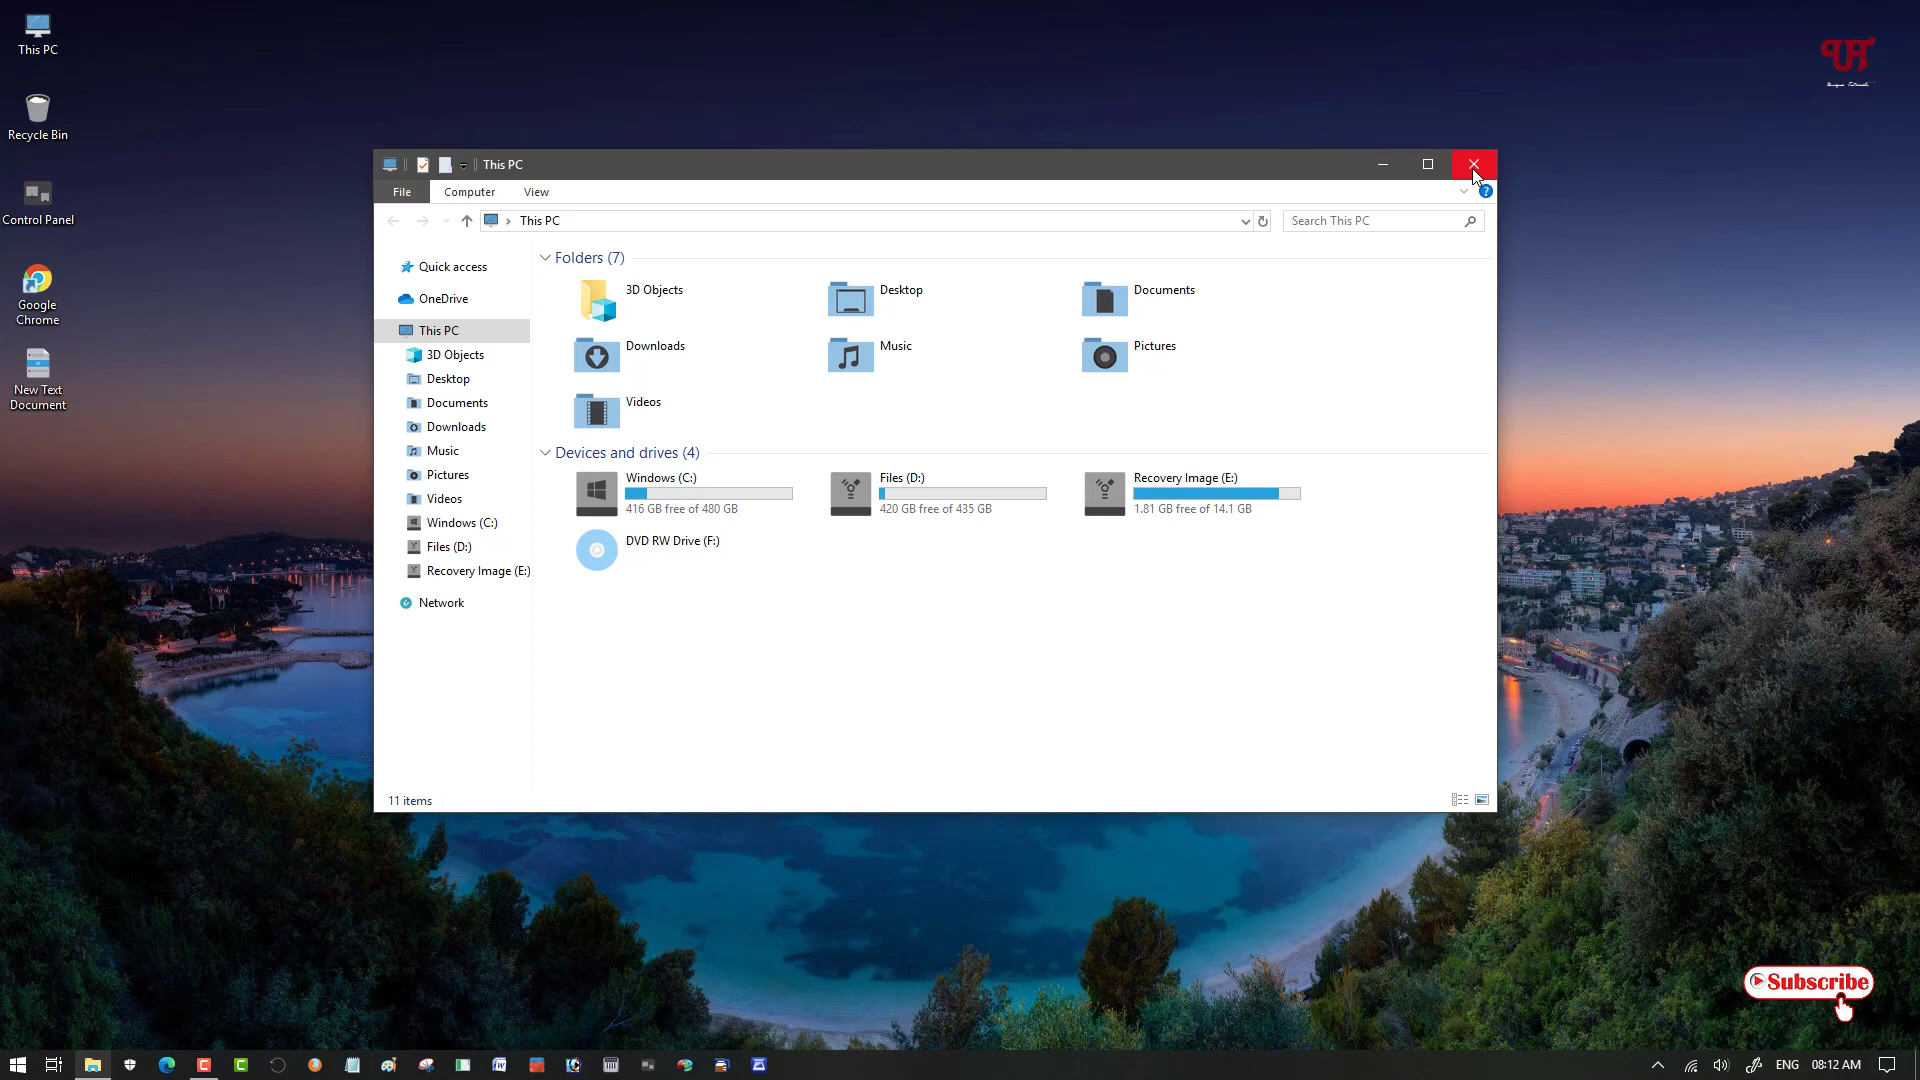 This PC
Recycle Bin
Control Panel
Google
Chrome
New Text
Document
This PC
File
Computer
View
This PC
Search This PC
Quick access
OneDrive
This PC
3D Objects
Desktop
Documents
Downloads
Music
Pictures
Videos
Windows (C:)
Files (D:)
Recovery Image (E:)
Network
Folders (7)
3D Objects
Desktop
Documents
Downloads
Music
Pictures
Videos
Devices and drives (4)
Windows (C:)
416 GB free of 480 GB
Files (D:)
420 GB free of 435 GB
Recovery Image (E:)
1.81 GB free of 14.1 GB
DVD RW Drive (F:)
11 items
Subscribe
ENG
08:12 AM